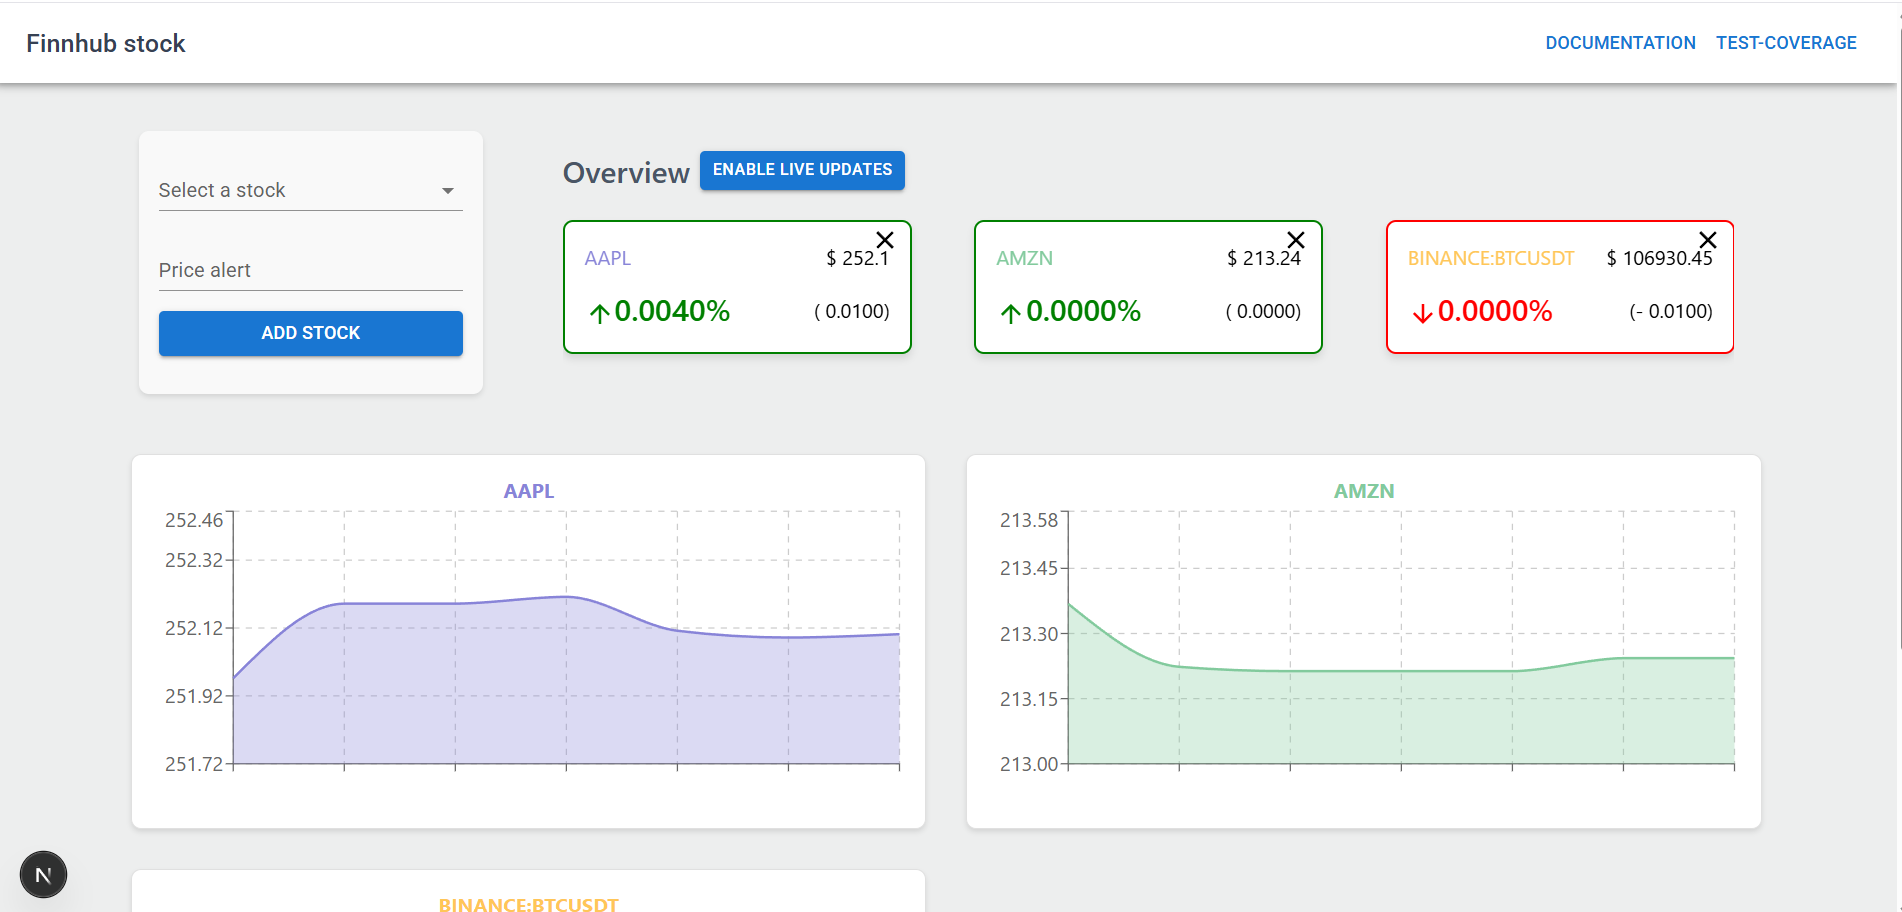 Finnhub stock
DOCUMENTATION TEST-COVERAGE
Select a stock
Price alert
ADD STOCK
Overview ENABLE LIVE UPDATES
AAPL $ 252.1
0.0040% ( 0.0100)
AMZN $ 213.24
0.0000% ( 0.0000)
BINANCE:BTCUSDT $ 106930.45
0.0000% (- 0.0100)
AAPL
252.46
252.32
252.12
251.92
251.72
AMZN
213.58
213.45
213.30
213.15
213.00
N
BINANCE:BTCUSDT